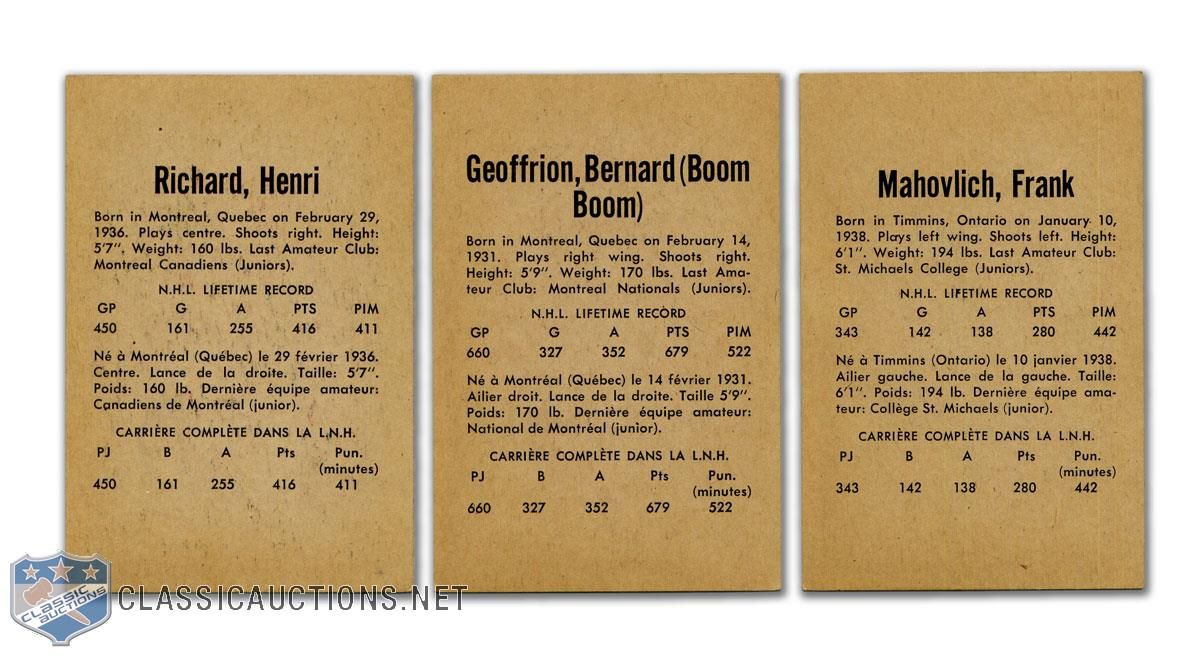 Richard, Henri
Born in Montreal, Quebec on February 29,
1936. Plays centre. Shoots right. Height:
5'7". Weight: 160 lbs. Last Amateur Club:
Montreal Canadiens (Juniors).
N.H.L. LIFETIME RECORD
GP G A PTS PIM
450 161 255 416 411
Né à Montréal (Québec) le 29 février 1936.
Centre. Lance de la droite. Taille: 5'7".
Poids: 160 lb. Dernière équipe amateur:
Canadiens de Montréal (junior).
CARRIÈRE COMPLÈTE DANS LA L.N.H.
PJ B A Pts Pun.
(minutes)
450 161 255 416 411
Geoffrion, Bernard (Boom
Boom)
Born in Montreal, Quebec on February 14,
1931. Plays right wing. Shoots right.
Height: 5'9". Weight: 170 lbs. Last Ama-
teur Club: Montreal Nationals (Juniors).
N.H.L. LIFETIME RECORD
GP G A PTS PIM
660 327 352 679 522
Né à Montréal (Québec) le 14 février 1931.
Ailier droit. Lance de la droite. Taille 5'9".
Poids: 170 lb. Dernière équipe amateur:
National de Montréal (junior).
CARRIÈRE COMPLÈTE DANS LA L.N.H.
PJ B A Pts Pun.
(minutes)
660 327 352 679 522
Mahovlich, Frank
Born in Timmins, Ontario on January 10,
1938. Plays left wing. Shoots left. Height:
6'1". Weight: 194 lbs. Last Amateur Club:
St. Michaels College (Juniors).
N.H.L. LIFETIME RECORD
GP G A PTS PIM
343 142 138 280 442
Né à Timmins (Ontario) le 10 janvier 1938.
Ailier gauche. Lance de la gauche. Taille:
6'1". Poids: 194 lb. Dernière équipe ama-
teur: Collège St. Michaels (junior).
CARRIÈRE COMPLÈTE DANS LA L.N.H.
PJ B A Pts Pun.
(minutes)
343 142 138 280 442
CLASSIC
AUCTIONS
CLASSICAUCTIONS.NET